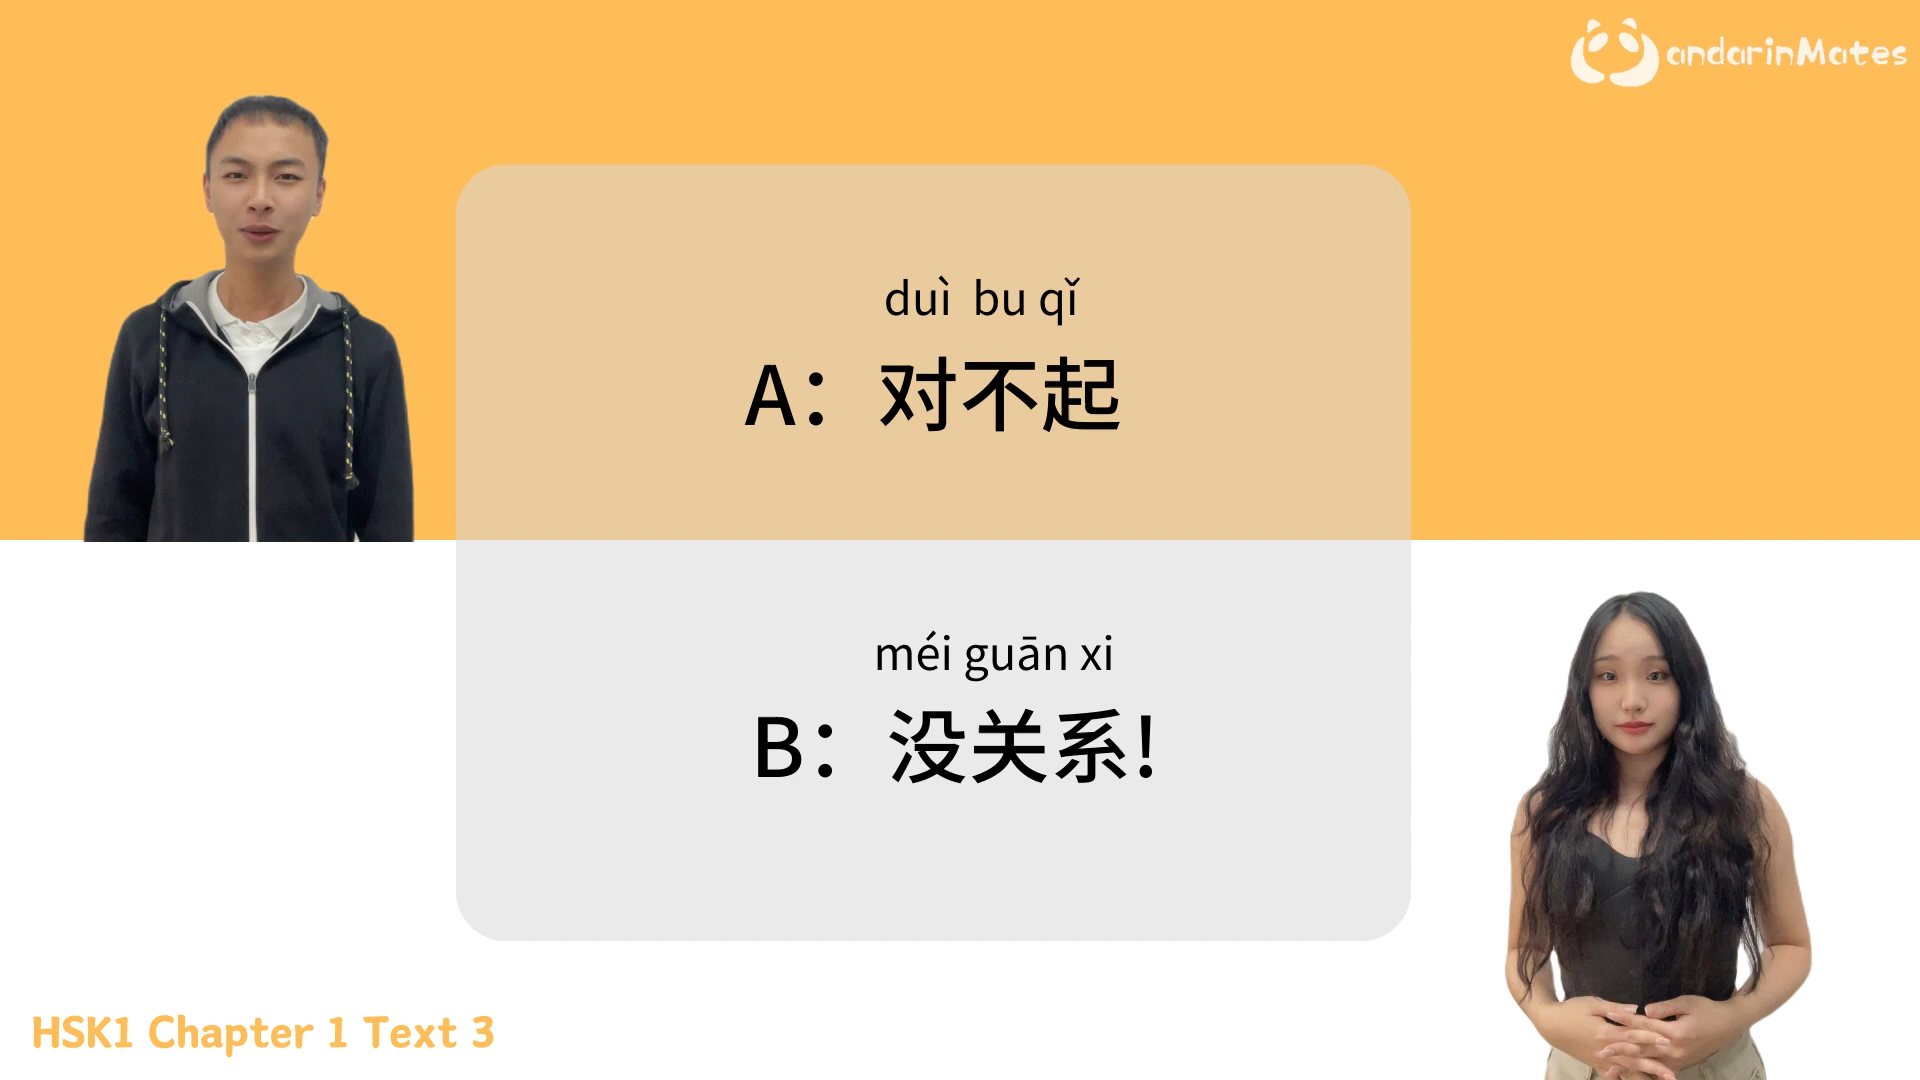 andarinMates
duì bu qǐ
A：对不起
méi guān xi
B：没关系!
HSK1 Chapter 1 Text 3